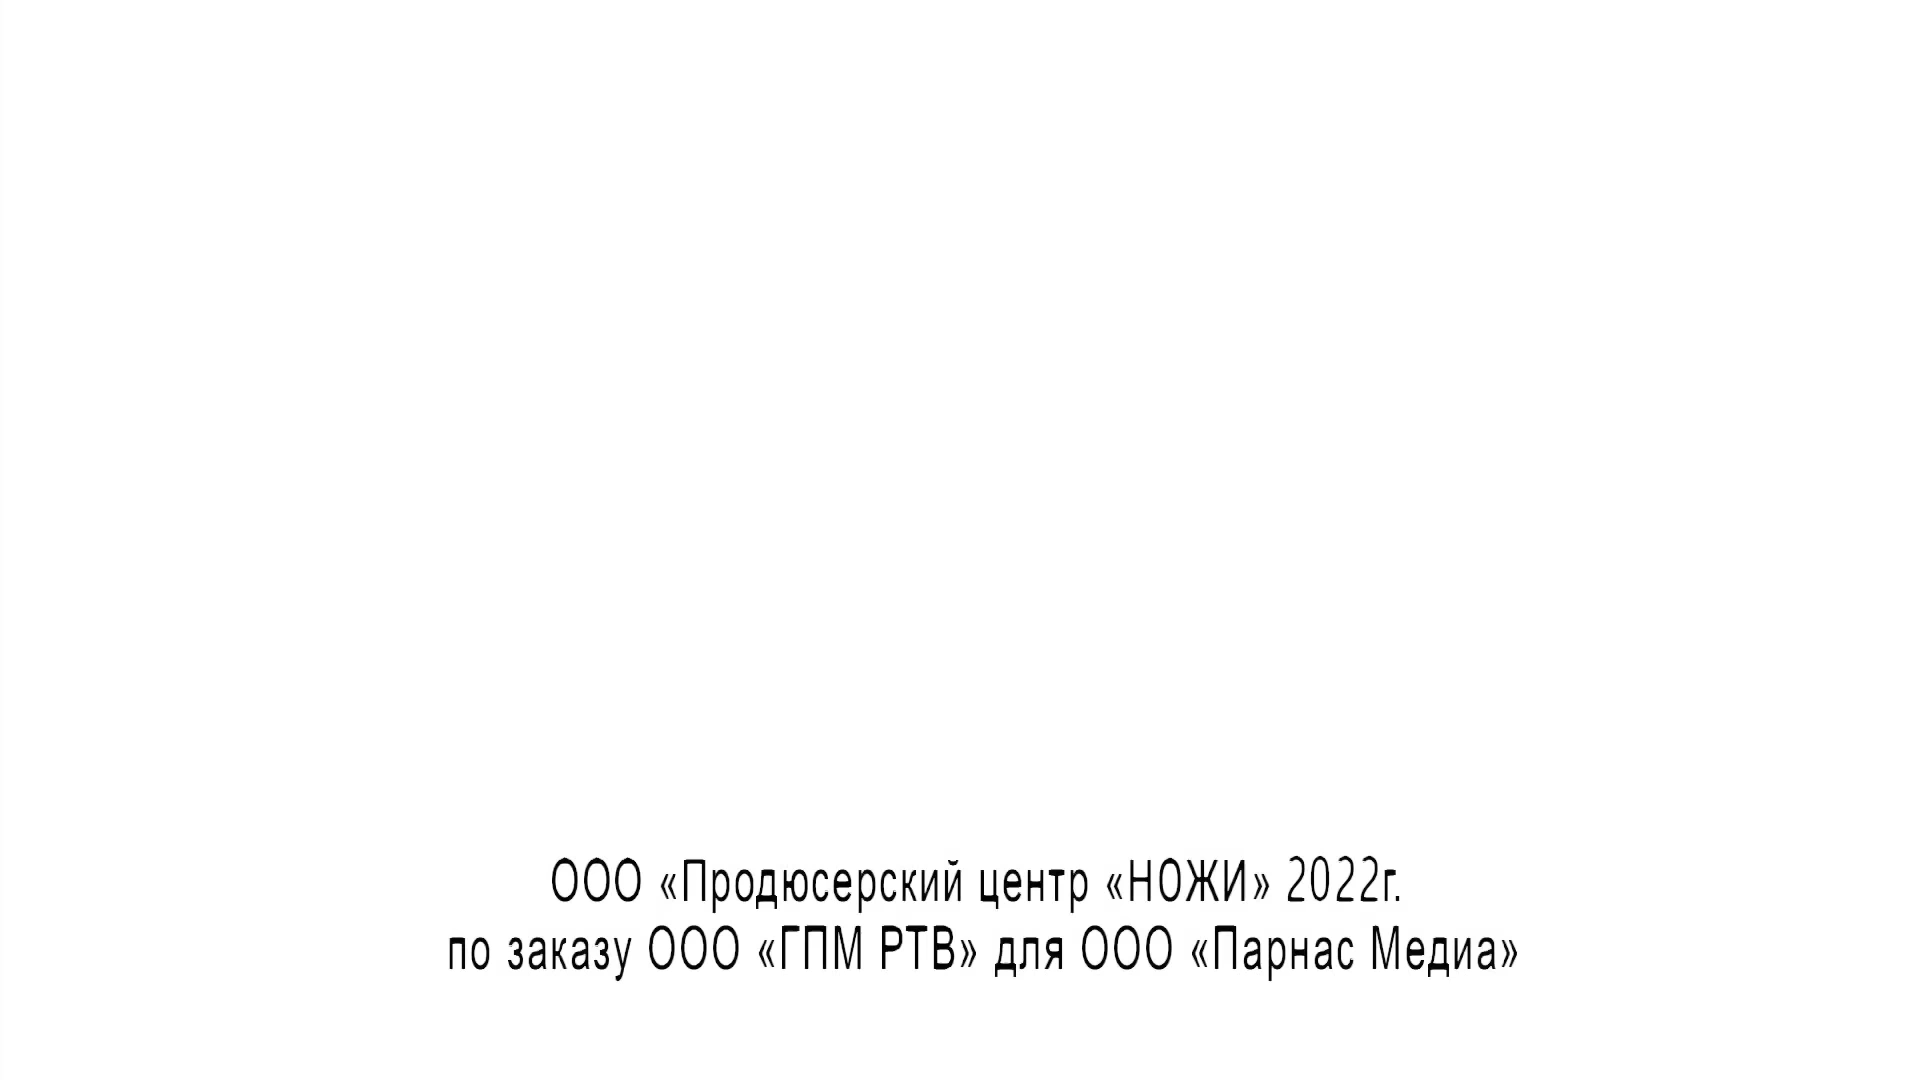 ООО «Продюсерский центр «НОЖИ» 2022г.
по заказу ООО «ГПМ РТВ» для ООО «Парнас Медиа»